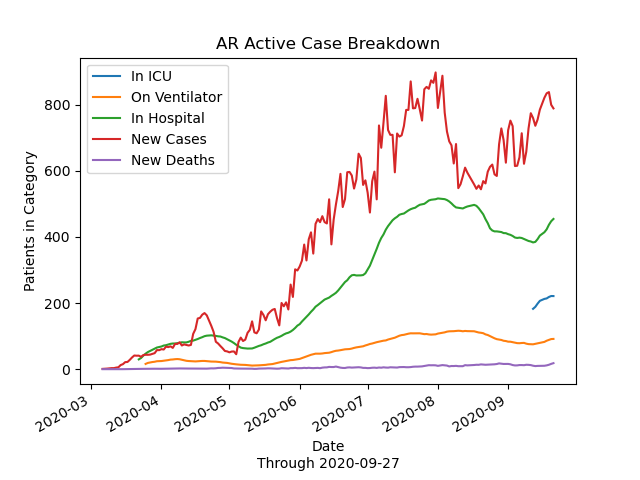 AR Active Case Breakdown
In ICU
On Ventilator
In Hospital
New Cases
New Deaths
Patients in Category
800
600
400
200
0
2020-03
2020-04
2020-05
2020-06
2020-07
2020-08
2020-09
Date
Through 2020-09-27